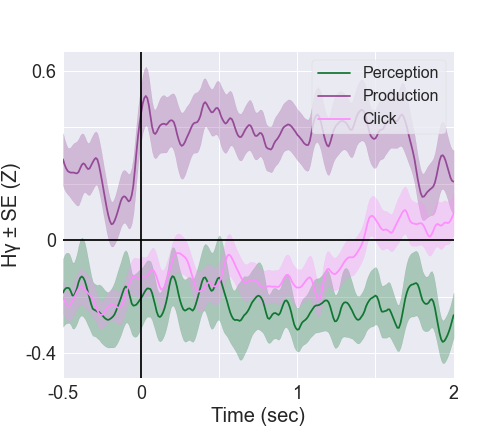 Perception
Production
Click
0.6
0
-0.4
Hγ ± SE (Z)
-0.5
0
1
2
Time (sec)